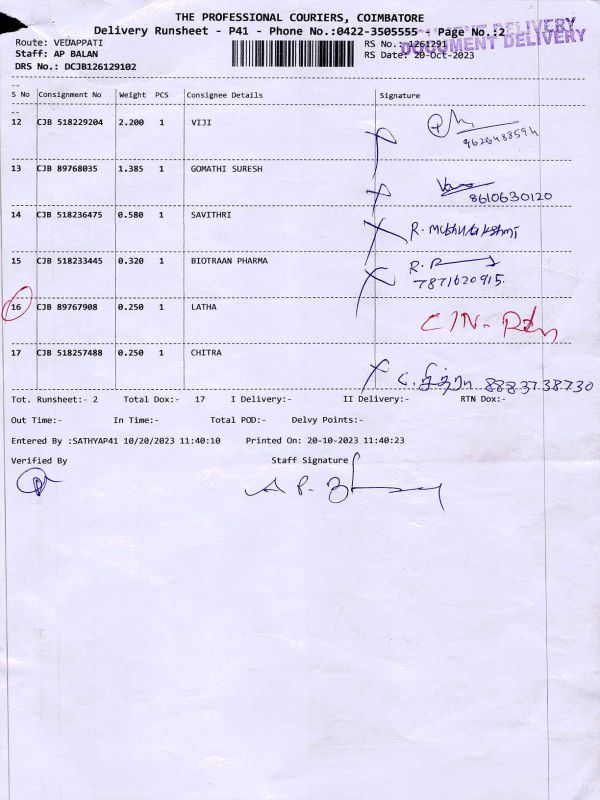 THE PROFESSIONAL COURIERS, COIMBATORE
Delivery Runsheet - P41 - Phone No.:0422-3505555 - Page No.:2
DOCUMENT DELIVERY
Route: VEDAPPATI
RS No.: 1261291
Staff: AP BALAN
RS Date: 20-Oct-2023
DRS No.: DCJB126129102
S No Consignment No Weight PCS Consignee Details Signature
12 CJB 518229204 2.200 1 VIJI
9626488594
13 CJB 89768035 1.385 1 GOMATHI SURESH
8610630120
14 CJB 518236475 0.580 1 SAVITHRI R. Muthulakshmi
15 CJB 518233445 0.320 1 BIOTRAAN PHARMA R. R
7871620915.
16 CJB 89767908 0.250 1 LATHA C/N-
17 CJB 518257488 0.250 1 CHITRA
சித்ரா 8883738730
Tot. Runsheet:- 2 Total Dox:- 17 I Delivery:- II Delivery:- RTN Dox:-
Out Time:- In Time:- Total POD:- Delvy Points:-
Entered By :SATHYAP41 10/20/2023 11:40:10 Printed On: 20-10-2023 11:40:23
Verified By Staff Signature
A P.